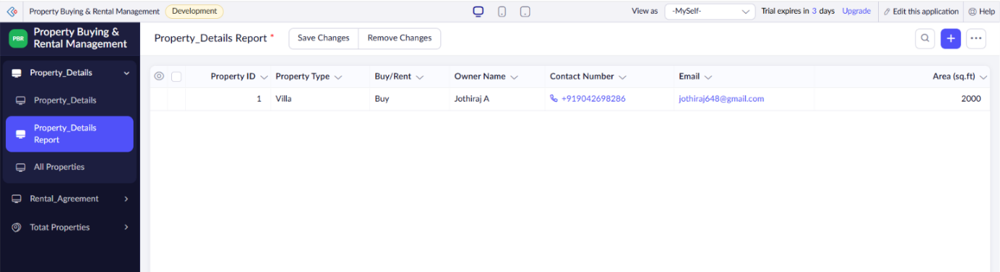 Property Buying & Rental Management Development View as -MySelf- Trial expires in 3 days Upgrade Edit this application Help
PBR Property Buying &
Rental Management
Property_Details Report * Save Changes Remove Changes
Property_Details
Property ID Property Type Buy/Rent Owner Name Contact Number Email Area (sq.ft)
1 Villa Buy Jothiraj A +919042698286 jothiraj648@gmail.com 2000
Property_Details
Property_Details
Report
All Properties
Rental_Agreement
Totat Properties